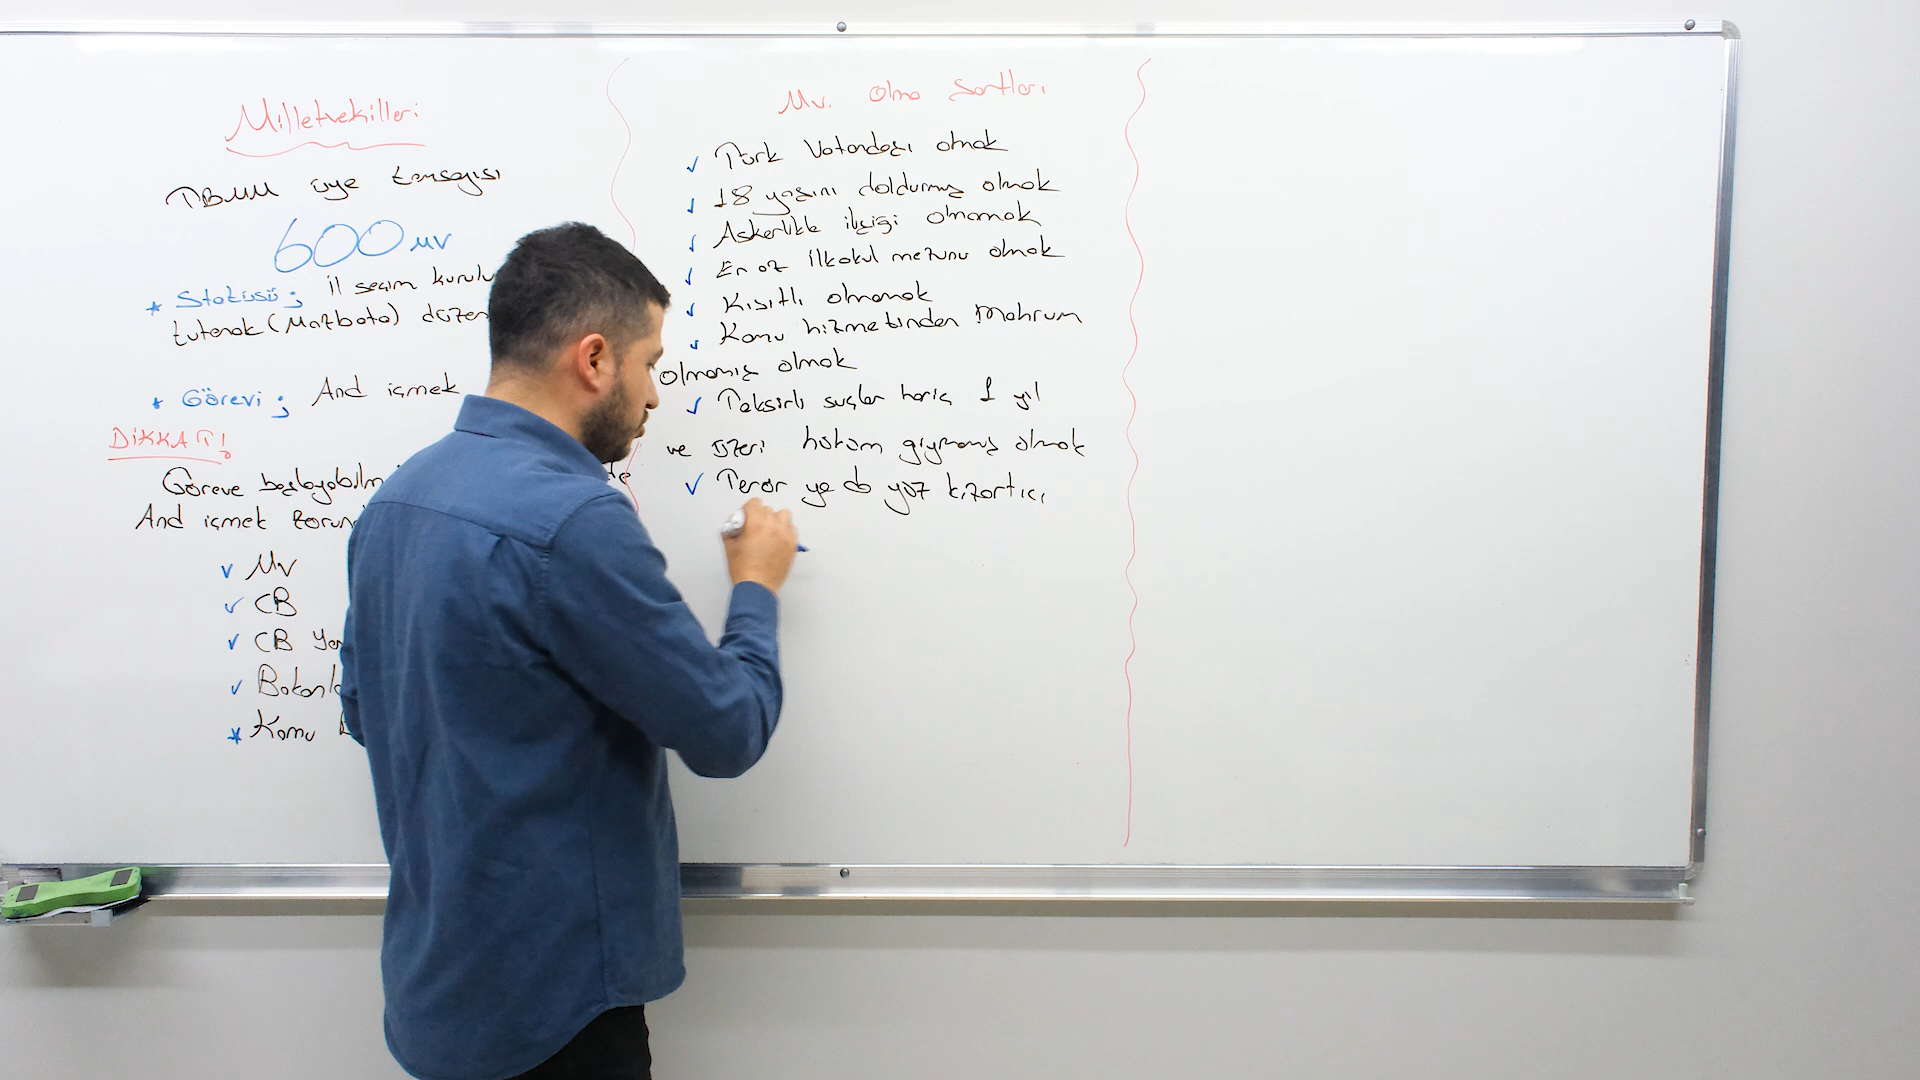 Milletvekilleri
TBMM üye tamsayısı
600 MV
* Statüsü; İl seçim kurulu
tutanak (Mazbata) düzen
* Görevi; And içmek
DİKKAT!
Göreve başlayabilm
And içmek zorun
✓ Mv
✓ CB
✓ CB Yar
✓ Bakanla
* Kamu
Mv. Olma Şartları
✓ Türk Vatandaşı olmak
✓ 18 yaşını doldurmuş olmak
✓ Askerlikle ilişiği olmamak
✓ En az İlkokul mezunu olmak
✓ Kısıtlı olmamak
✓ Kamu hizmetinden Mahrum
olmamış olmak
✓ Taksirli suçlar hariç 1 yıl
ve üzeri hüküm giymemiş olmak
✓ Terör ya da yüz kızartıcı